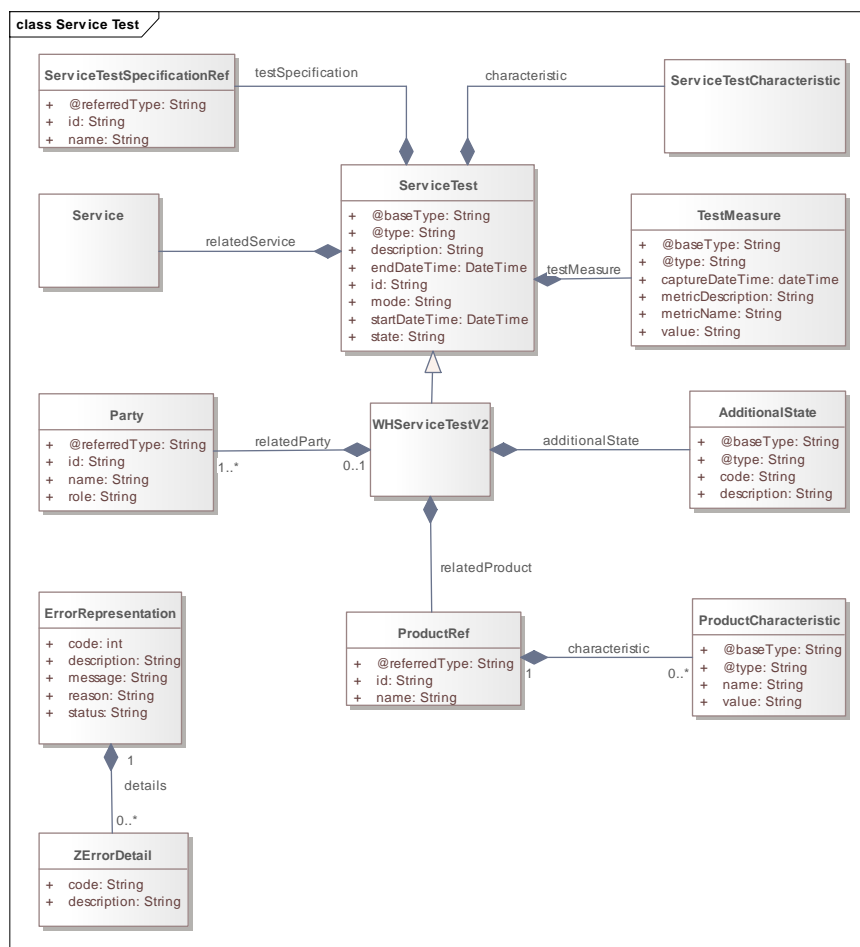 class Service Test
ServiceTestSpecificationRef
+ @referredType: String
+ id: String
+ name: String
testSpecification
characteristic
ServiceTestCharacteristic
Service
relatedService
ServiceTest
+ @baseType: String
+ @type: String
+ description: String
+ endDateTime: DateTime
+ id: String
+ mode: String
+ startDateTime: DateTime
+ state: String
testMeasure
TestMeasure
+ @baseType: String
+ @type: String
+ captureDateTime: dateTime
+ metricDescription: String
+ metricName: String
+ value: String
Party
+ @referredType: String
+ id: String
+ name: String
+ role: String
relatedParty
1..*
0..1
WHServiceTestV2
additionalState
AdditionalState
+ @baseType: String
+ @type: String
+ code: String
+ description: String
relatedProduct
ErrorRepresentation
+ code: int
+ description: String
+ message: String
+ reason: String
+ status: String
ProductRef
+ @referredType: String
+ id: String
+ name: String
characteristic
1
0..*
ProductCharacteristic
+ @baseType: String
+ @type: String
+ name: String
+ value: String
1
details
0..*
ZErrorDetail
+ code: String
+ description: String